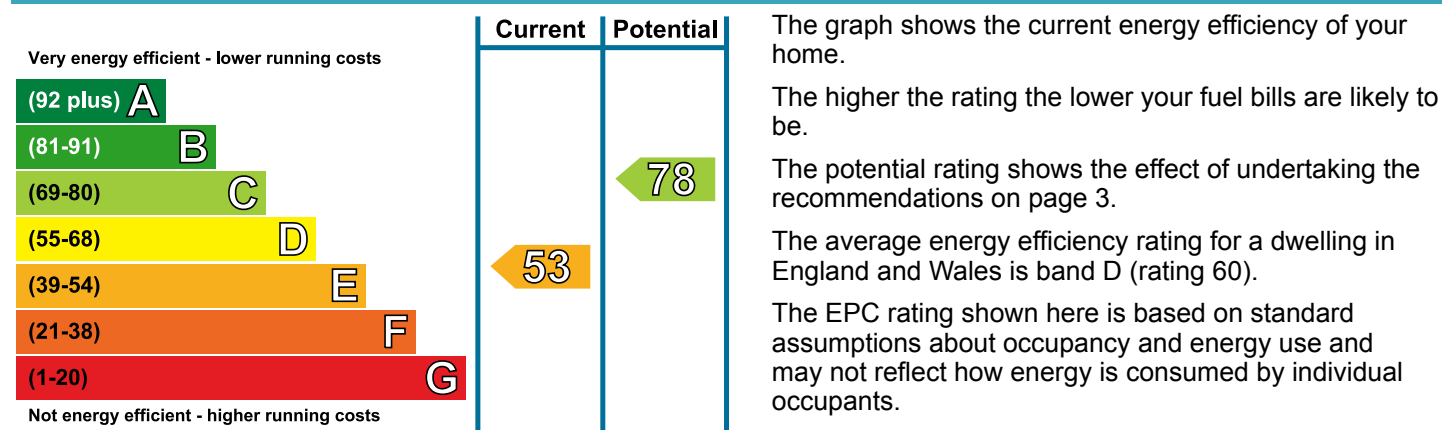 Current Potential
Very energy efficient - lower running costs
(92 plus) A
(81-91) B
(69-80) C
(55-68) D
(39-54) E
(21-38) F
(1-20) G
Not energy efficient - higher running costs
53
78
The graph shows the current energy efficiency of your
home.
The higher the rating the lower your fuel bills are likely to
be.
The potential rating shows the effect of undertaking the
recommendations on page 3.
The average energy efficiency rating for a dwelling in
England and Wales is band D (rating 60).
The EPC rating shown here is based on standard
assumptions about occupancy and energy use and
may not reflect how energy is consumed by individual
occupants.